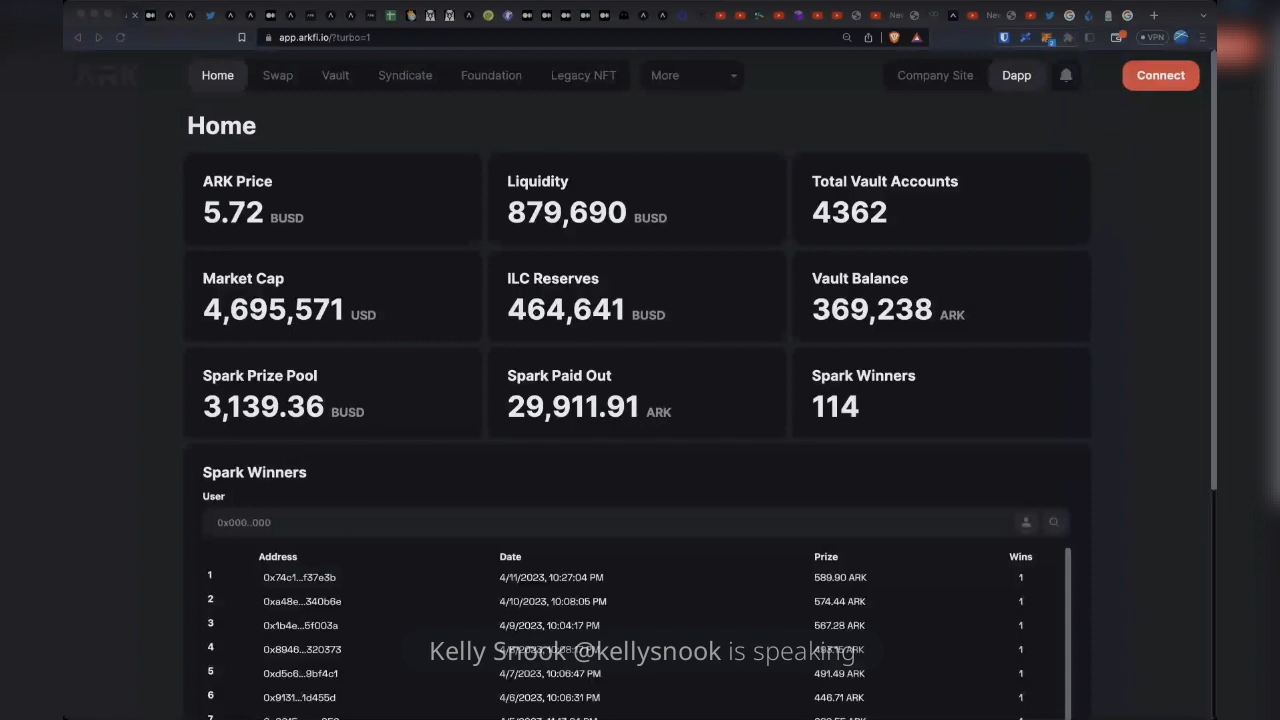 app.arkfi.io/?turbo=1
VPN
ARK
Home
Swap
Vault
Syndicate
Foundation
Legacy NFT
More
Company Site
Dapp
Connect
Home
ARK Price
5.72 BUSD
Liquidity
879,690 BUSD
Total Vault Accounts
4362
Market Cap
4,695,571 USD
ILC Reserves
464,641 BUSD
Vault Balance
369,238 ARK
Spark Prize Pool
3,139.36 BUSD
Spark Paid Out
29,911.91 ARK
Spark Winners
114
Spark Winners
User
0x000..000
Address Date Prize Wins
1 0x74c1...f37e3b 4/11/2023, 10:27:04 PM 589.90 ARK 1
2 0xa48e...340b6e 4/10/2023, 10:08:05 PM 574.44 ARK 1
3 0x1b4e...5f003a 4/9/2023, 10:04:17 PM 567.28 ARK 1
4 0x8946...320373 1
Kelly Snook @kellysnook is speaking
5 0xd5c6...9bf4c1 4/7/2023, 10:06:47 PM 491.49 ARK 1
6 0x9131...1d455d 4/6/2023, 10:06:31 PM 446.71 ARK 1